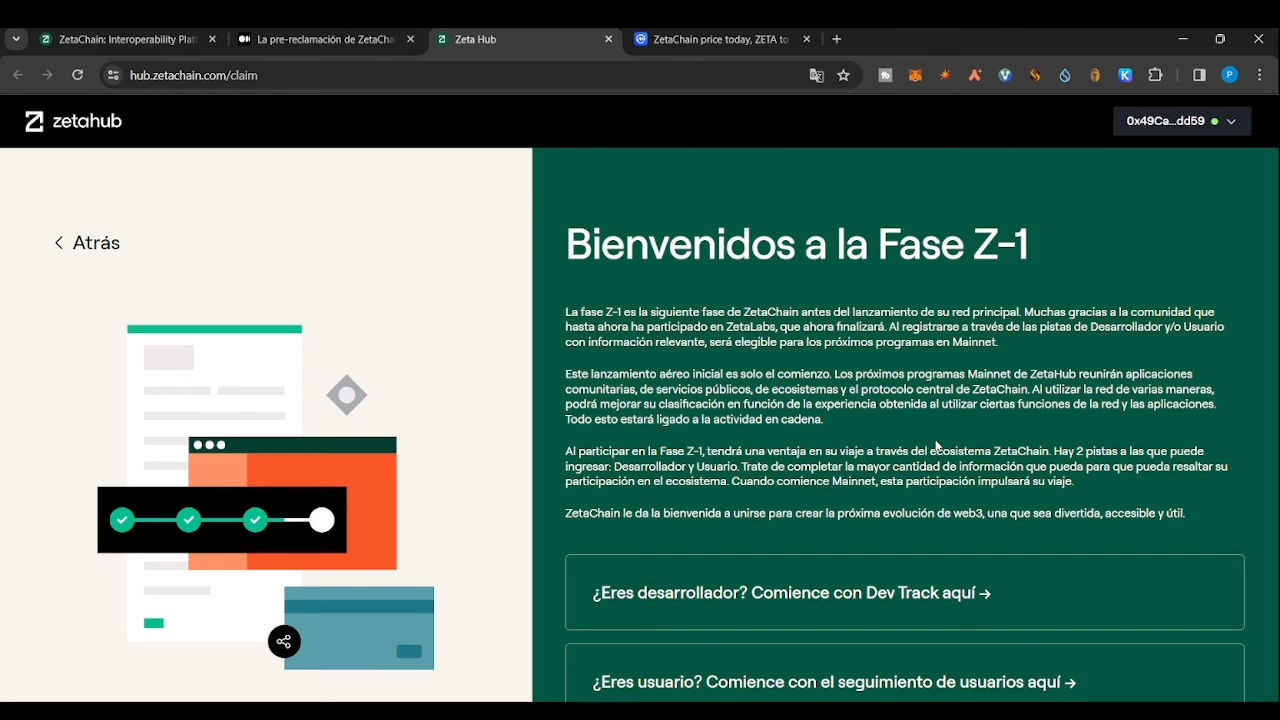 ZetaChain: Interoperability Plat
La pre-reclamación de ZetaCha
Zeta Hub
ZetaChain price today, ZETA to
hub.zetachain.com/claim
zetahub
0x49Ca...dd59
Atrás
Bienvenidos a la Fase Z-1
La fase Z-1 es la siguiente fase de ZetaChain antes del lanzamiento de su red principal. Muchas gracias a la comunidad que
hasta ahora ha participado en ZetaLabs, que ahora finalizará. Al registrarse a través de las pistas de Desarrollador y/o Usuario
con información relevante, será elegible para los próximos programas en Mainnet.
Este lanzamiento aéreo inicial es solo el comienzo. Los próximos programas Mainnet de ZetaHub reunirán aplicaciones
comunitarias, de servicios públicos, de ecosistemas y el protocolo central de ZetaChain. Al utilizar la red de varias maneras,
podrá mejorar su clasificación en función de la experiencia obtenida al utilizar ciertas funciones de la red y las aplicaciones.
Todo esto estará ligado a la actividad en cadena.
Al participar en la Fase Z-1, tendrá una ventaja en su viaje a través del ecosistema ZetaChain. Hay 2 pistas a las que puede
ingresar: Desarrollador y Usuario. Trate de completar la mayor cantidad de información que pueda para que pueda resaltar su
participación en el ecosistema. Cuando comience Mainnet, esta participación impulsará su viaje.
ZetaChain le da la bienvenida a unirse para crear la próxima evolución de web3, una que sea divertida, accesible y útil.
¿Eres desarrollador? Comience con Dev Track aquí →
¿Eres usuario? Comience con el seguimiento de usuarios aquí →